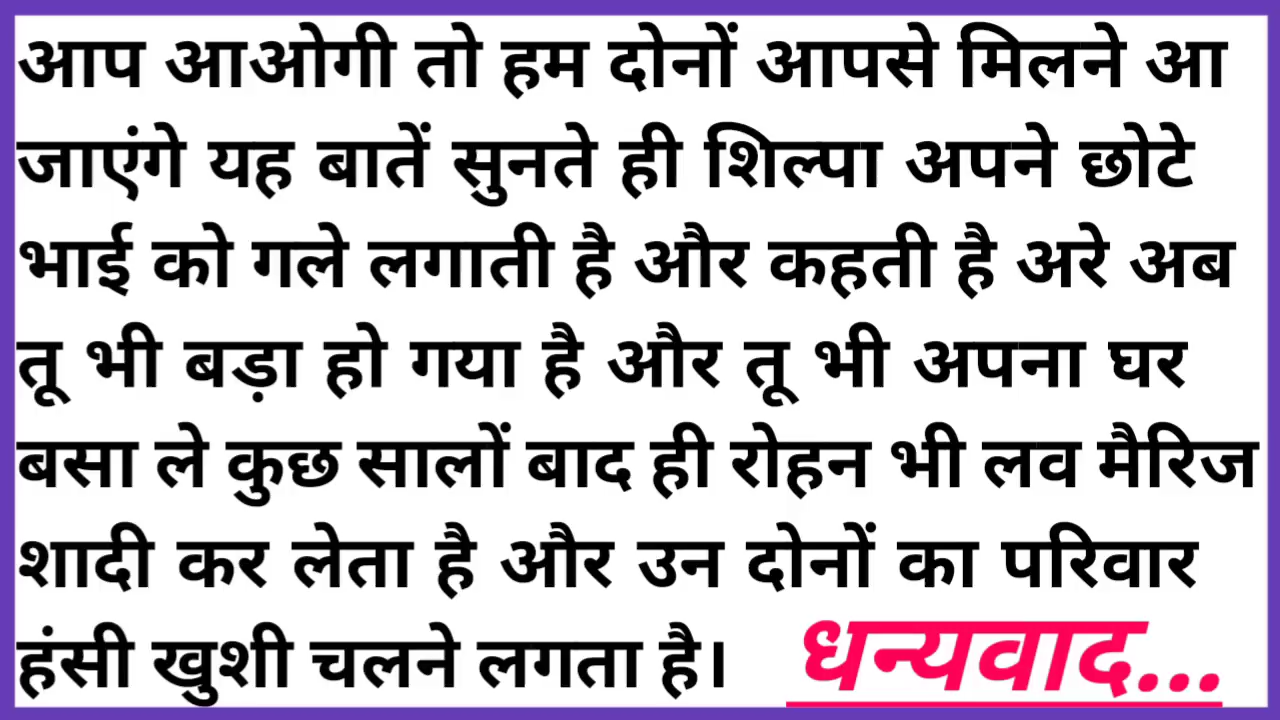 आप आओगी तो हम दोनों आपसे मिलने आ
जाएंगे यह बातें सुनते ही शिल्पा अपने छोटे
भाई को गले लगाती है और कहती है अरे अब
तू भी बड़ा हो गया है और तू भी अपना घर
बसा ले कुछ सालों बाद ही रोहन भी लव मैरिज
शादी कर लेता है और उन दोनों का परिवार
हंसी खुशी चलने लगता है। धन्यवाद...